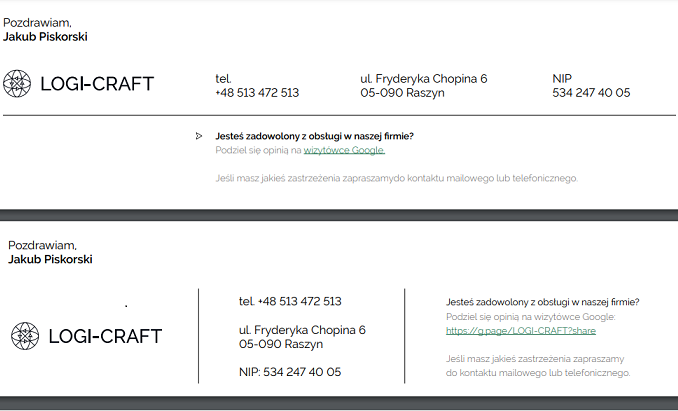 Pozdrawiam,
Jakub Piskorski
LOGI-CRAFT
tel.
+48 513 472 513
ul. Fryderyka Chopina 6
05-090 Raszyn
NIP
534 247 40 05
Jesteś zadowolony z obsługi w naszej firmie?
Podziel się opinią na wizytówce Google.
Jeśli masz jakieś zastrzeżenia zapraszamydo kontaktu mailowego lub telefonicznego.
Pozdrawiam,
Jakub Piskorski
LOGI-CRAFT
tel. +48 513 472 513
ul. Fryderyka Chopina 6
05-090 Raszyn
NIP: 534 247 40 05
Jesteś zadowolony z obsługi w naszej firmie?
Podziel się opinią na wizytówce Google:
https://g.page/LOGI-CRAFT?share
Jeśli masz jakieś zastrzeżenia zapraszamy
do kontaktu mailowego lub telefonicznego.